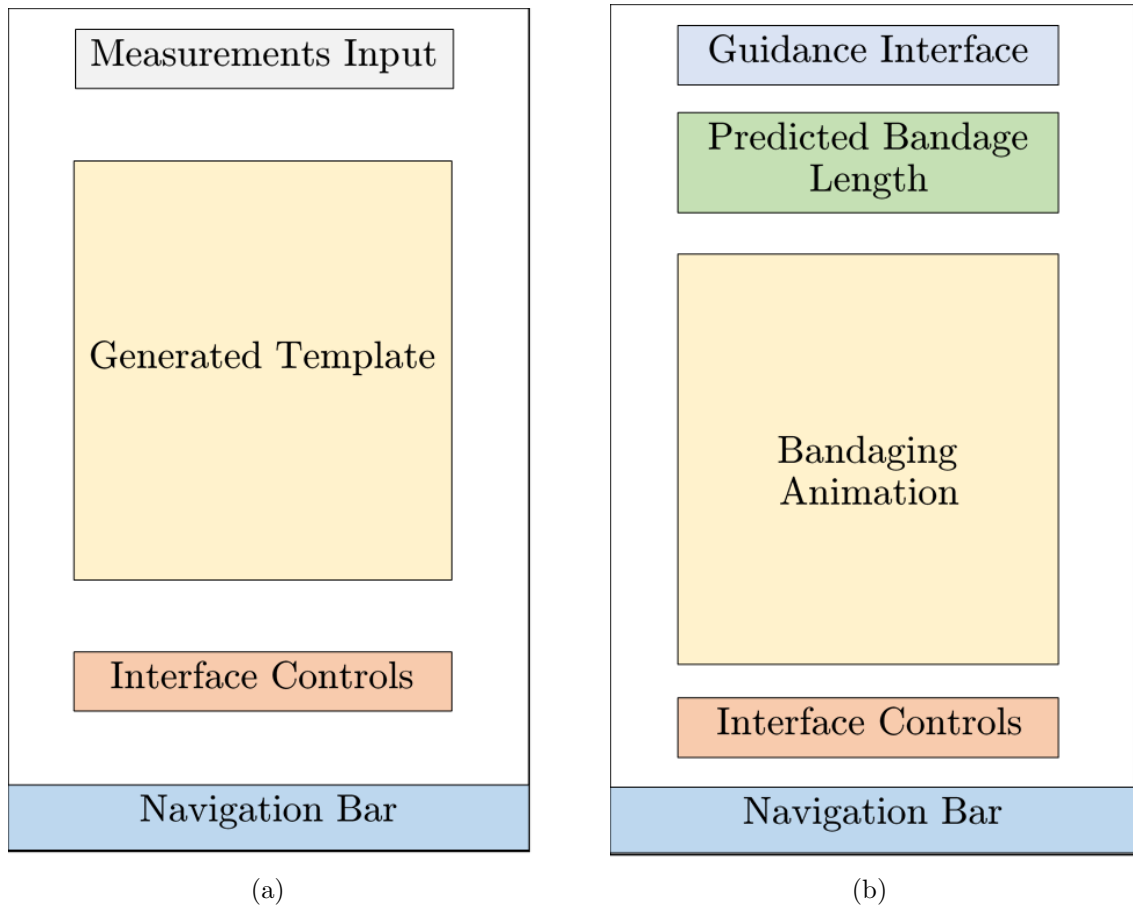 Measurements Input
Generated Template
Interface Controls
Navigation Bar
(a)
Guidance Interface
Predicted Bandage
Length
Bandaging
Animation
Interface Controls
Navigation Bar
(b)